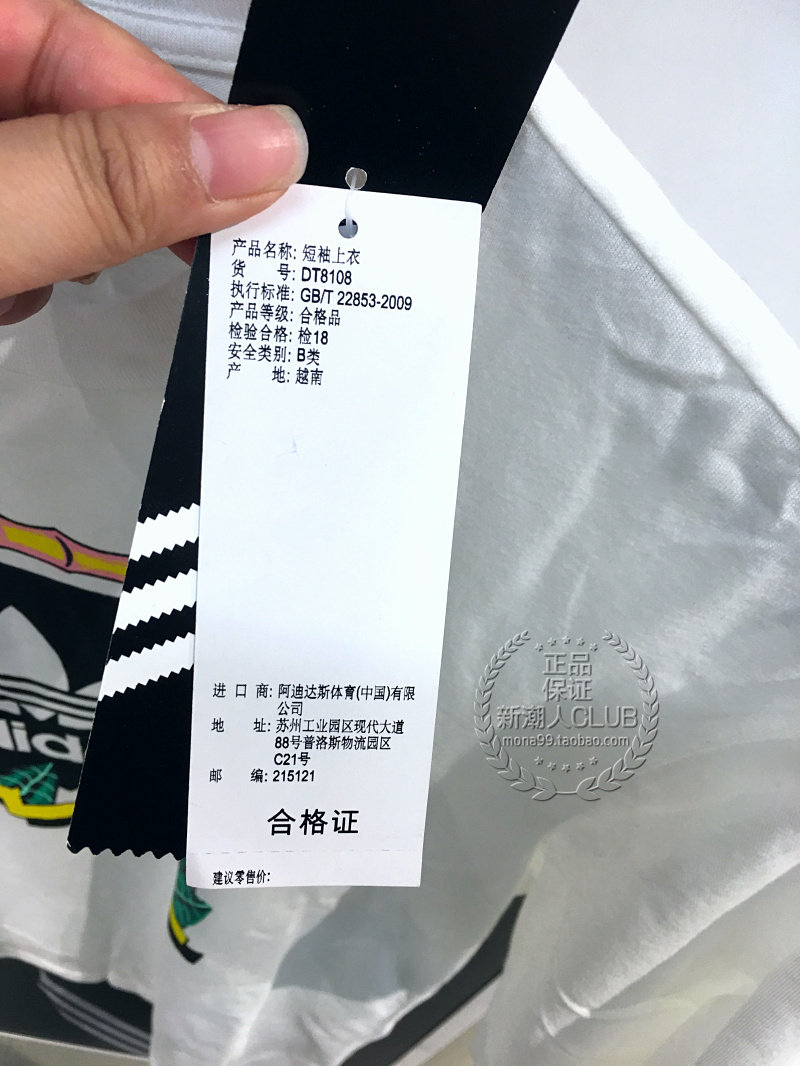 产品名称: 短袖上衣
货 号: DT8108
执行标准: GB/T 22853-2009
产品等级: 合格品
检验合格: 检18
安全类别: B类
产 地: 越南
进 口 商: 阿迪达斯体育(中国)有限
公司
地 址: 苏州工业园区现代大道
88号普洛斯物流园区
C21号
邮 编: 215121
合格证
建议零售价:
正品
保证
新潮人CLUB
mona99.taobao.com